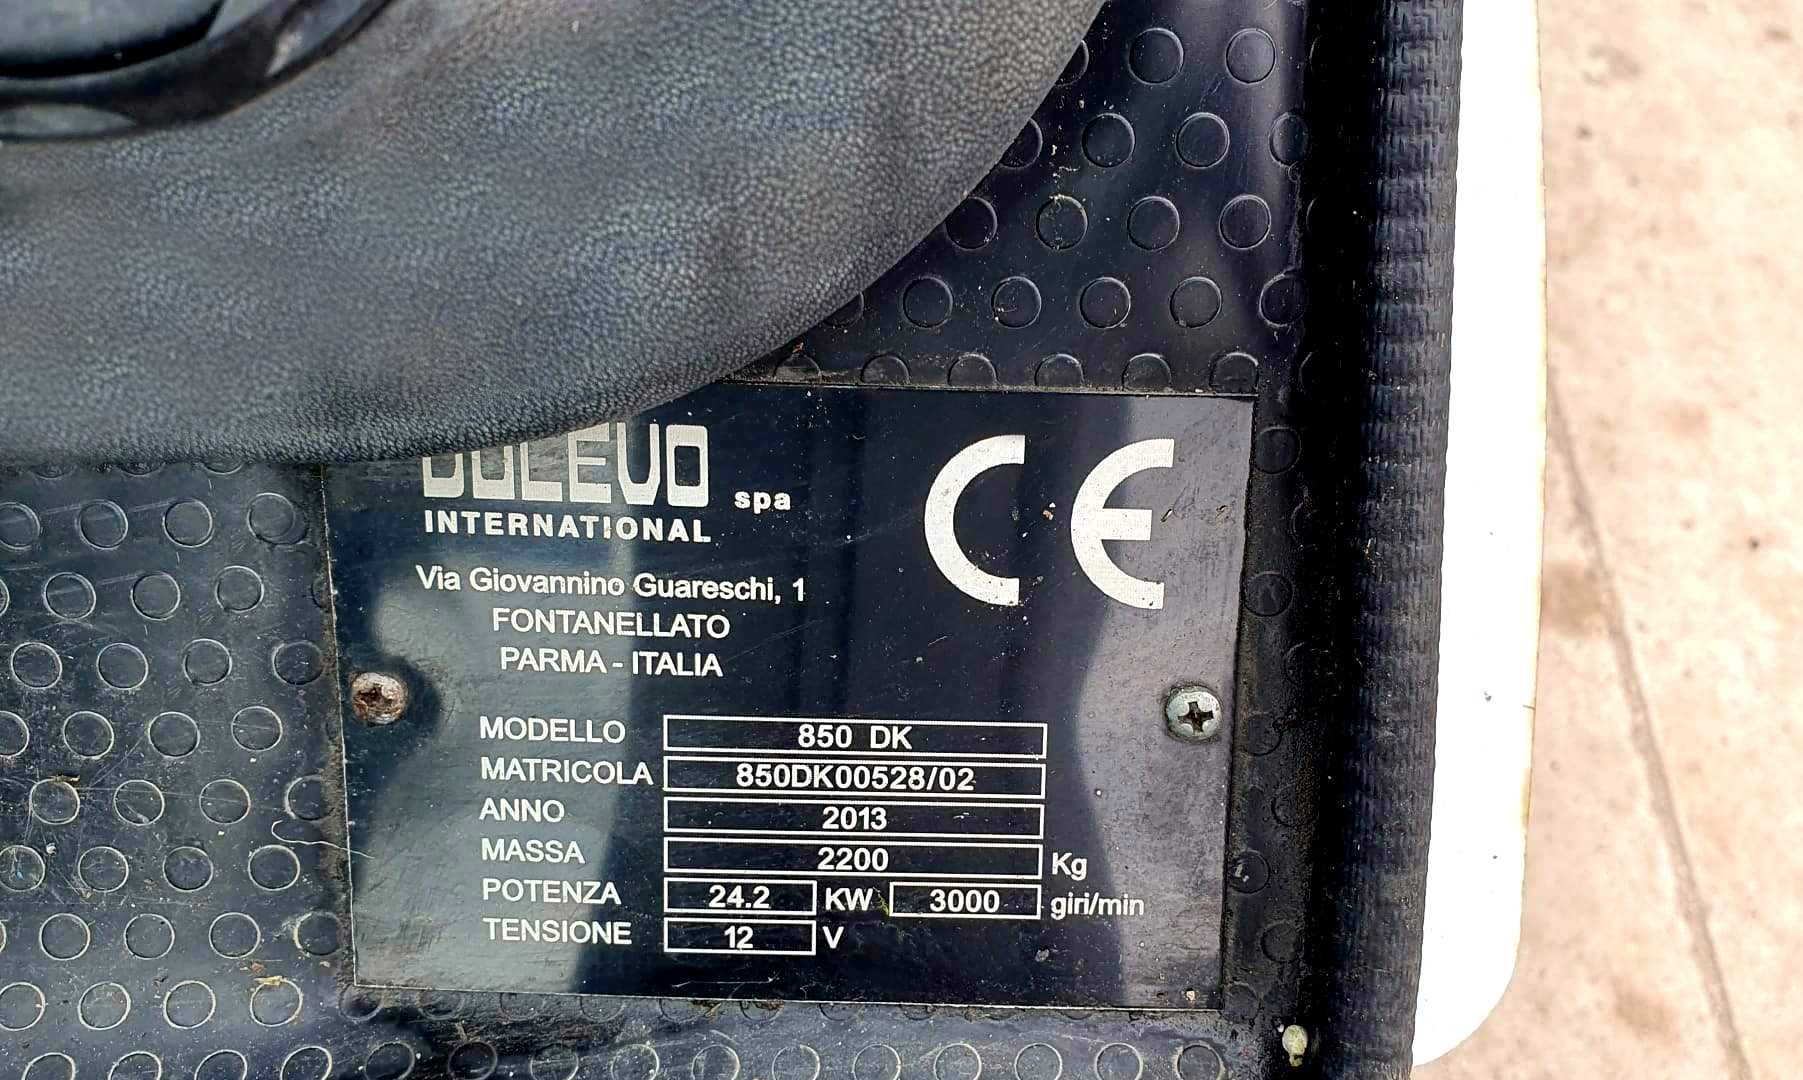 DULEVO spa
INTERNATIONAL
CE
Via Giovannino Guareschi, 1
FONTANELLATO
PARMA - ITALIA
MODELLO 850 DK
MATRICOLA 850DK00528/02
ANNO 2013
MASSA 2200 Kg
POTENZA 24.2 KW 3000 giri/min
TENSIONE 12 V